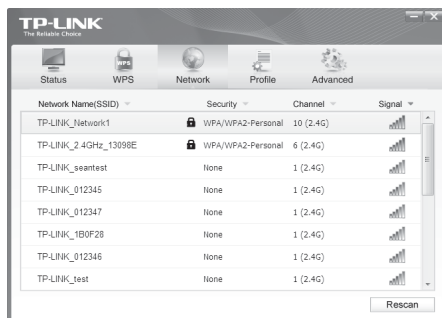 TP-LINK
The Reliable Choice
Status WPS Network Profile Advanced
Network Name(SSID) Security Channel Signal
TP-LINK_Network1 WPA/WPA2-Personal 10 (2.4G)
TP-LINK_2.4GHz_13098E WPA/WPA2-Personal 6 (2.4G)
TP-LINK_seantest None 1 (2.4G)
TP-LINK_012345 None 1 (2.4G)
TP-LINK_012347 None 1 (2.4G)
TP-LINK_1B0F28 None 1 (2.4G)
TP-LINK_012346 None 1 (2.4G)
TP-LINK_test None 1 (2.4G)
Rescan